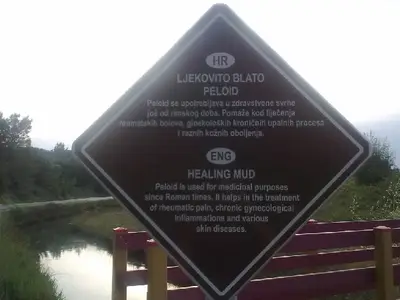 HR
LJEKOVITO BLATO
PELOID
Peloid se upotrebljava u zdravstvene svrhe
još od rimskog doba. Pomaže kod liječenja
reumatskih bolova, ginekoloških kroničnih upalnih procesa
i raznih kožnih oboljenja.
ENG
HEALING MUD
Peloid is used for medicinal purposes
since Roman times. It helps in the treatment
of rheumatic pain, chronic gynecological
inflammations and various
skin diseases.